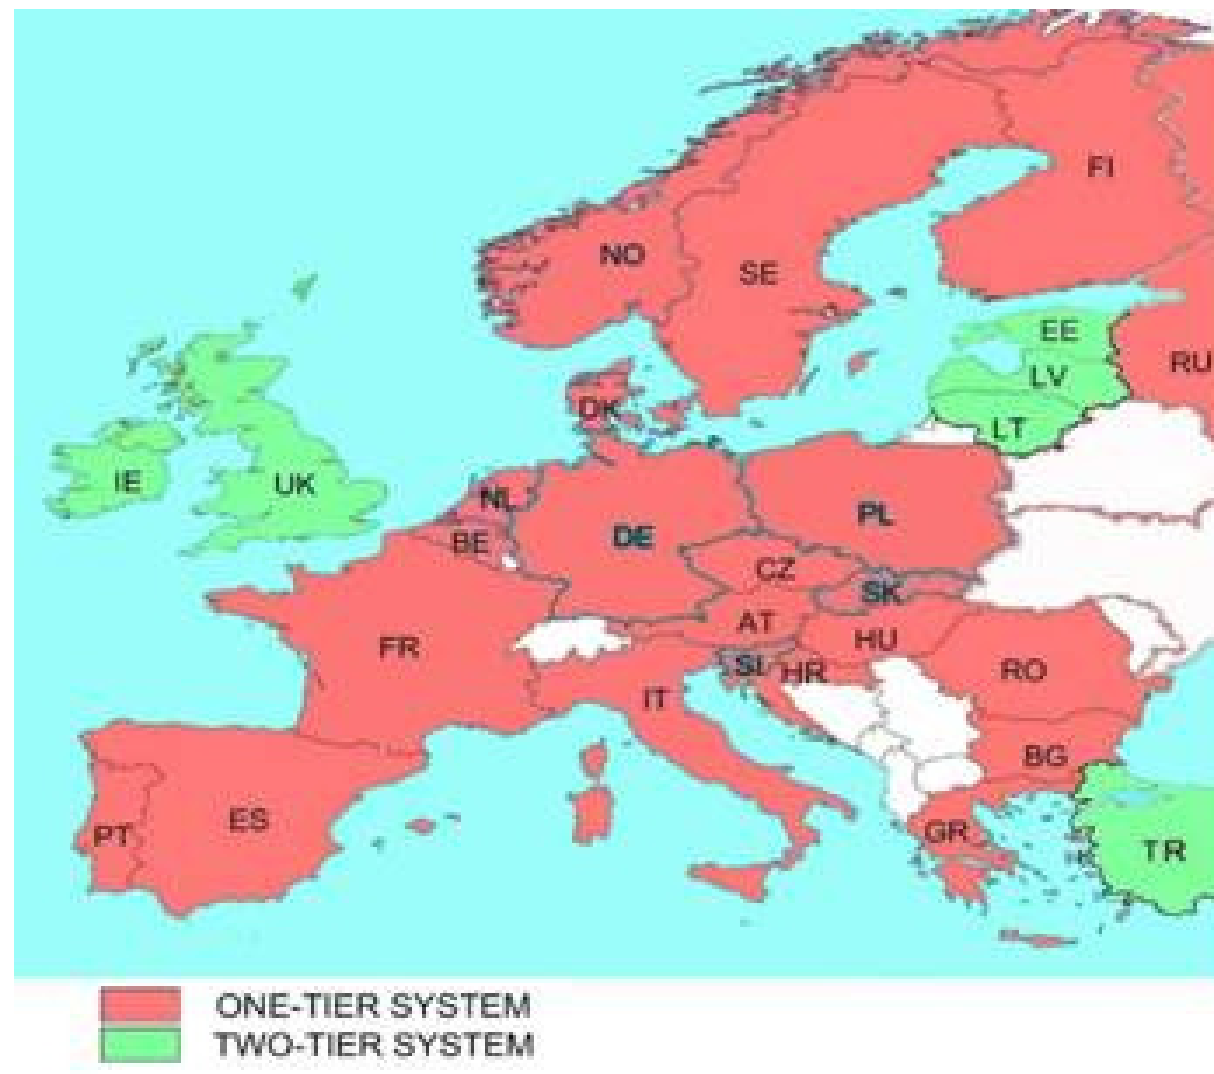 FI
NO
SE
EE
LV
RU
DK
LT
IE
UK
NL
PL
BE
DE
CZ
SK
AT
FR
HU
SI
HR
RO
IT
BG
ES
PT
GR
TR
ONE-TIER SYSTEM
TWO-TIER SYSTEM